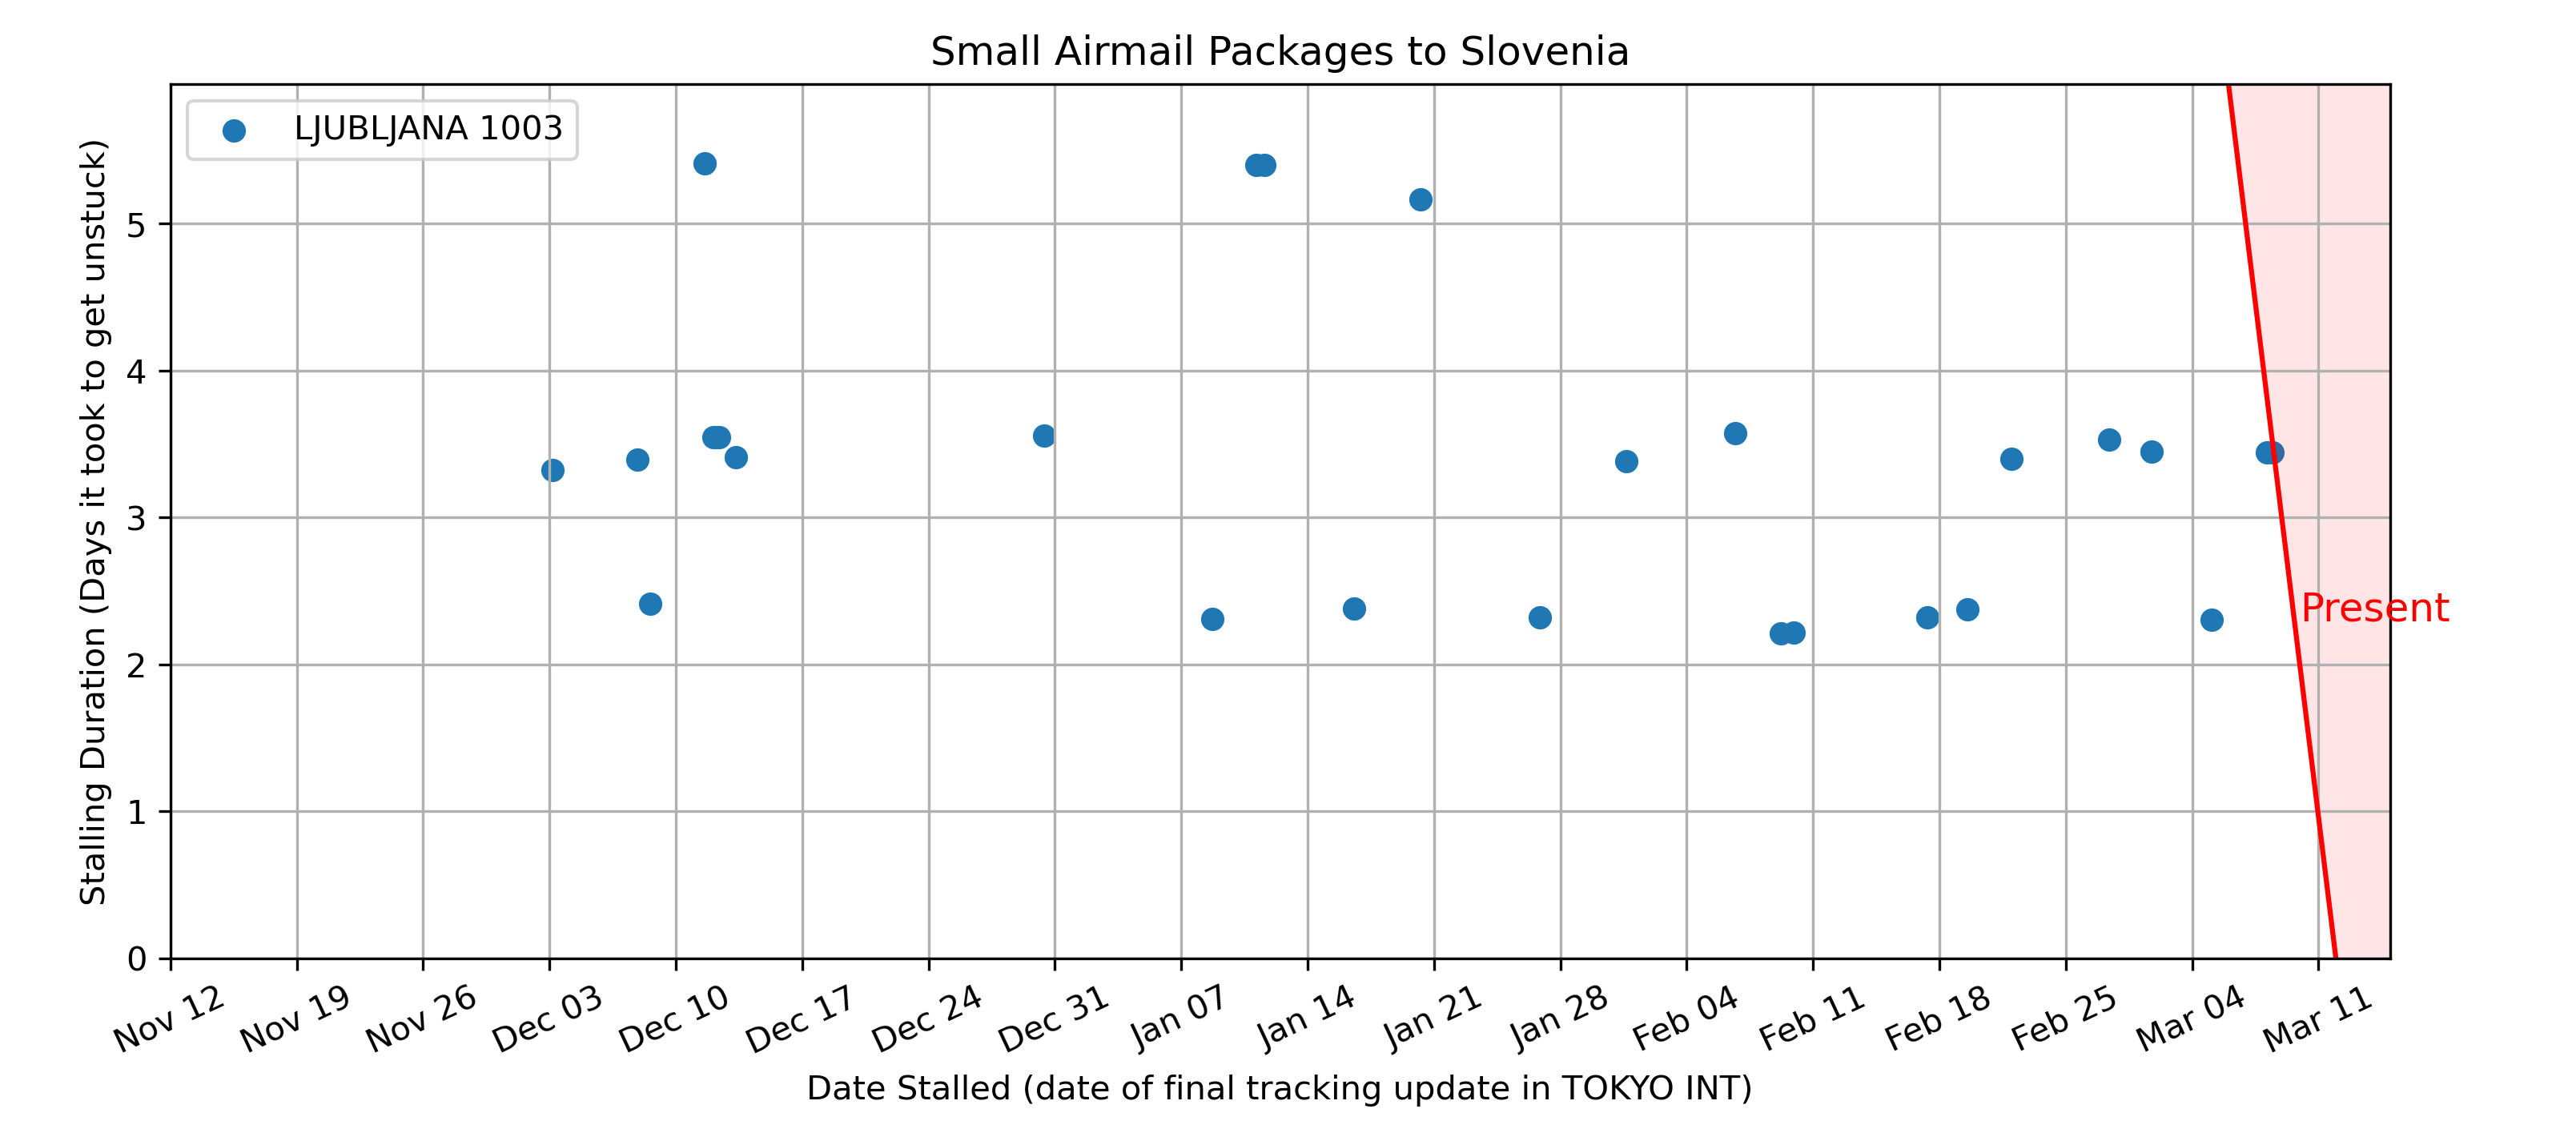 Small Airmail Packages to Slovenia
LJUBLJANA 1003
Stalling Duration (Days it took to get unstuck)
5
4
3
2
1
0
Present
Nov 12
Nov 19
Nov 26
Dec 03
Dec 10
Dec 17
Dec 24
Dec 31
Jan 07
Jan 14
Jan 21
Jan 28
Feb 04
Feb 11
Feb 18
Feb 25
Mar 04
Mar 11
Date Stalled (date of final tracking update in TOKYO INT)